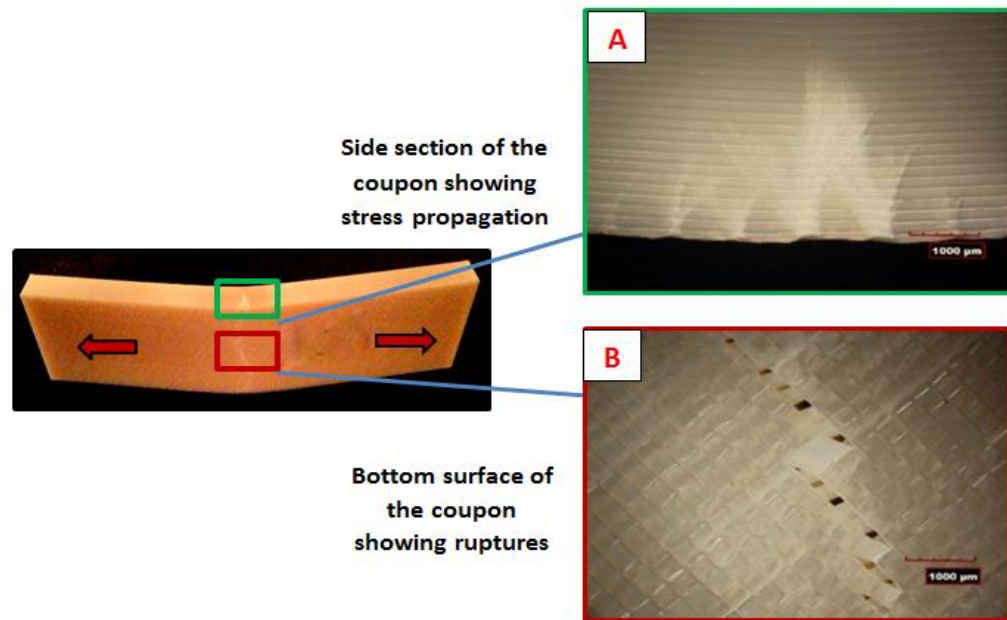 A
Side section of the
coupon showing
stress propagation
1000 µm
B
Bottom surface of
the coupon
showing ruptures
1000 µm